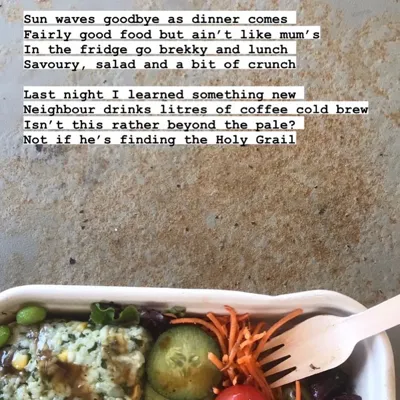 Sun waves goodbye as dinner comes
Fairly good food but ain’t like mum’s
In the fridge go brekky and lunch
Savoury, salad and a bit of crunch
Last night I learned something new
Neighbour drinks litres of coffee cold brew
Isn’t this rather beyond the pale?
Not if he’s finding the Holy Grail